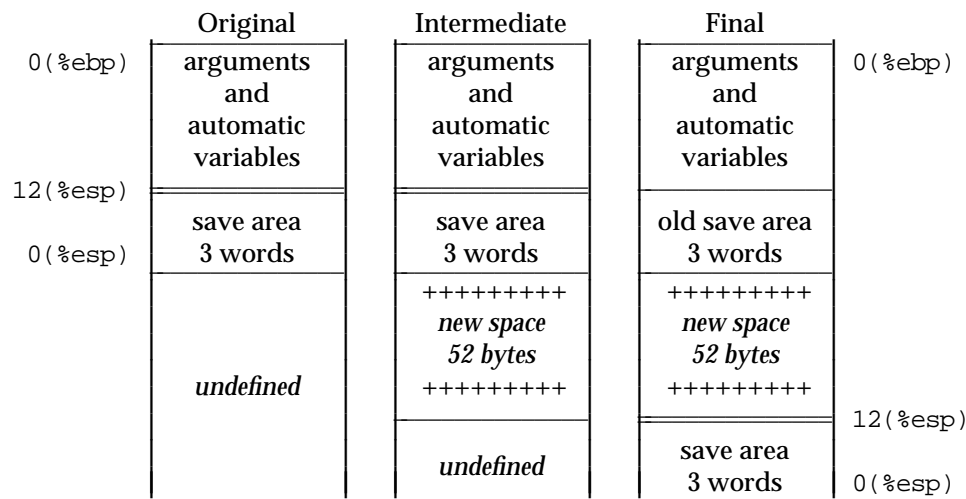 Original Intermediate Final
0(%ebp) arguments arguments arguments 0(%ebp)
and and and
automatic automatic automatic
variables variables variables
12(%esp)
save area save area old save area
0(%esp) 3 words 3 words 3 words
+++++++++ +++++++++
new space new space
52 bytes 52 bytes
undefined +++++++++ +++++++++
12(%esp)
undefined save area
3 words 0(%esp)